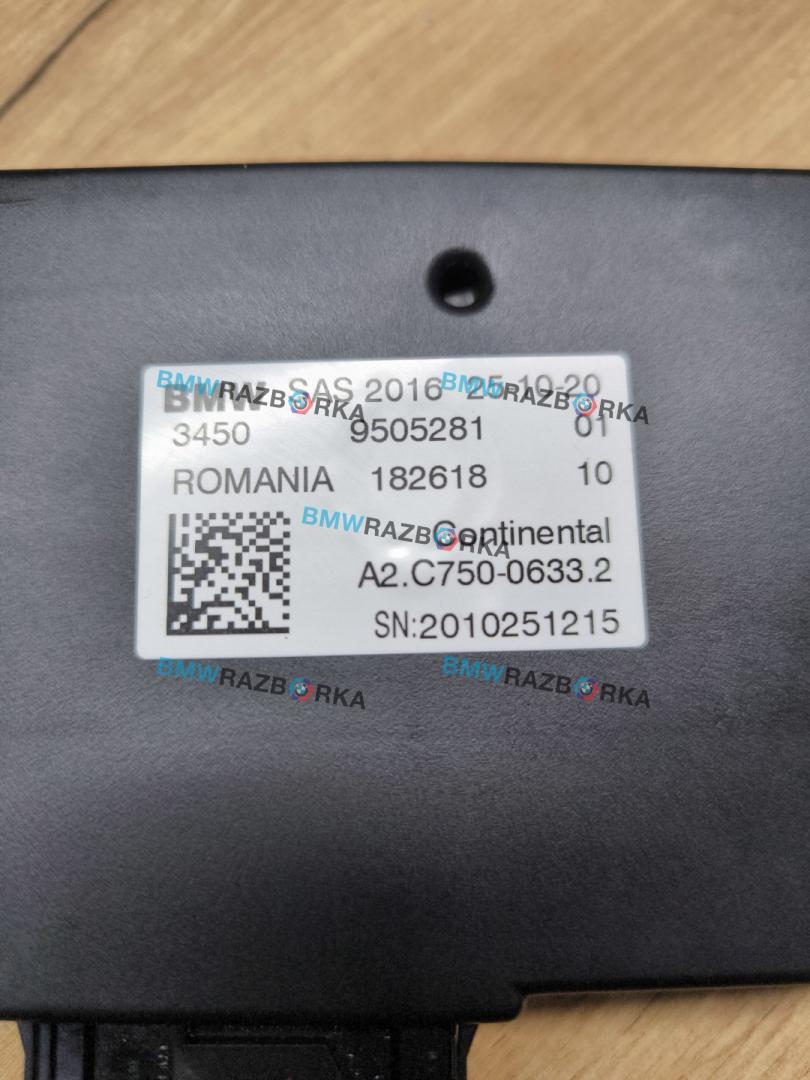 BMW SAS 2016 25-10-20
3450 9505281 01
ROMANIA 182618 10
Continental
A2.C750-0633.2
SN:2010251215
BMWRAZBORKA
BMWRAZBORKA
BMWRAZBORKA
BMWRAZBORKA
BMWRAZBORKA